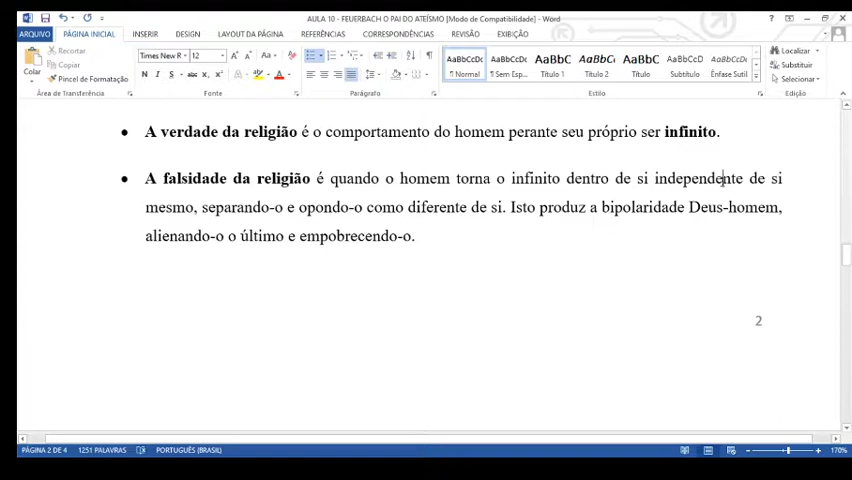 AULA 10 - FEUERBACH O PAI DO ATEÍSMO [Modo de Compatibilidade] - Word
ARQUIVO PÁGINA INICIAL INSERIR DESIGN LAYOUT DA PÁGINA REFERÊNCIAS CORRESPONDÊNCIAS REVISÃO EXIBIÇÃO
Colar
Recortar
Copiar
Pincel de Formatação
Área de Transferência
Times New R 12
Aa
N I S abc X₂ X²
Fonte
Parágrafo
AaBbCcDc AaBbCcDc AaBbC AaBbCc AaBbC AaBbCcD AaBbCcDc
¶ Normal ¶ Sem Esp... Título 1 Título 2 Título Subtítulo Ênfase Sutil
Estilo
Localizar
Substituir
Selecionar
Edição
• A verdade da religião é o comportamento do homem perante seu próprio ser infinito.
• A falsidade da religião é quando o homem torna o infinito dentro de si independente de si
mesmo, separando-o e opondo-o como diferente de si. Isto produz a bipolaridade Deus-homem,
alienando-o o último e empobrecendo-o.
2
PÁGINA 2 DE 4 1251 PALAVRAS PORTUGUÊS (BRASIL) 170%